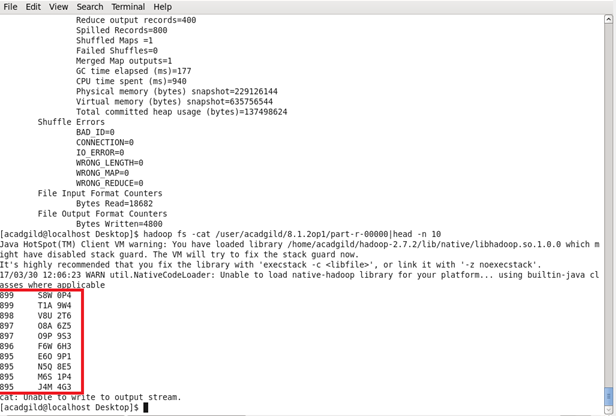 File Edit View Search Terminal Help
Reduce output records=400
Spilled Records=800
Shuffled Maps =1
Failed Shuffles=0
Merged Map outputs=1
GC time elapsed (ms)=177
CPU time spent (ms)=940
Physical memory (bytes) snapshot=229126144
Virtual memory (bytes) snapshot=635756544
Total committed heap usage (bytes)=137498624
Shuffle Errors
BAD_ID=0
CONNECTION=0
IO_ERROR=0
WRONG_LENGTH=0
WRONG_MAP=0
WRONG_REDUCE=0
File Input Format Counters
Bytes Read=18682
File Output Format Counters
Bytes Written=4800
[acadgild@localhost Desktop]$ hadoop fs -cat /user/acadgild/8.1.2op1/part-r-00000|head -n 10
Java HotSpot(TM) Client VM warning: You have loaded library /home/acadgild/hadoop-2.7.2/lib/native/libhadoop.so.1.0.0 which m
ight have disabled stack guard. The VM will try to fix the stack guard now.
It's highly recommended that you fix the library with 'execstack -c <libfile>', or link it with '-z noexecstack'.
17/03/30 12:06:23 WARN util.NativeCodeLoader: Unable to load native-hadoop library for your platform... using builtin-java cl
asses where applicable
899 S8W 0P4
899 T1A 9W4
898 V8U 2T6
897 O8A 6Z5
897 O9P 9S3
896 F6W 6H3
895 E6O 9P1
895 N5Q 8E5
895 M6S 1P4
895 J4M 4G3
cat: Unable to write to output stream.
[acadgild@localhost Desktop]$